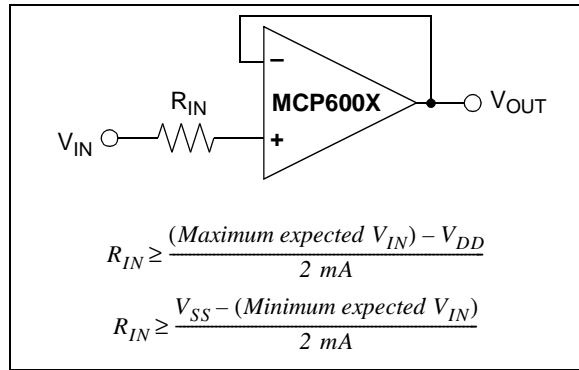 −
R_IN
MCP600X
V_OUT
V_IN
+
R_IN ≥ (Maximum expected V_IN) – V_DD / 2 mA
R_IN ≥ V_SS – (Minimum expected V_IN) / 2 mA